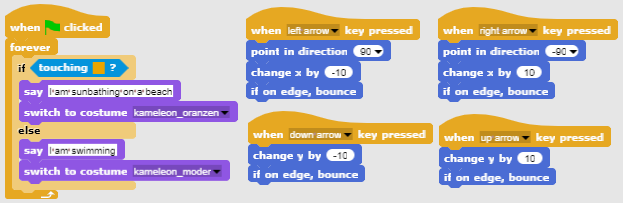 when clicked
forever
if touching ?
say I am sunbathing on a beach
switch to costume kameleon_oranzen
else
say I am swimming
switch to costume kameleon_moder
when left arrow key pressed
point in direction 90
change x by -10
if on edge, bounce
when right arrow key pressed
point in direction -90
change x by 10
if on edge, bounce
when down arrow key pressed
change y by -10
if on edge, bounce
when up arrow key pressed
change y by 10
if on edge, bounce